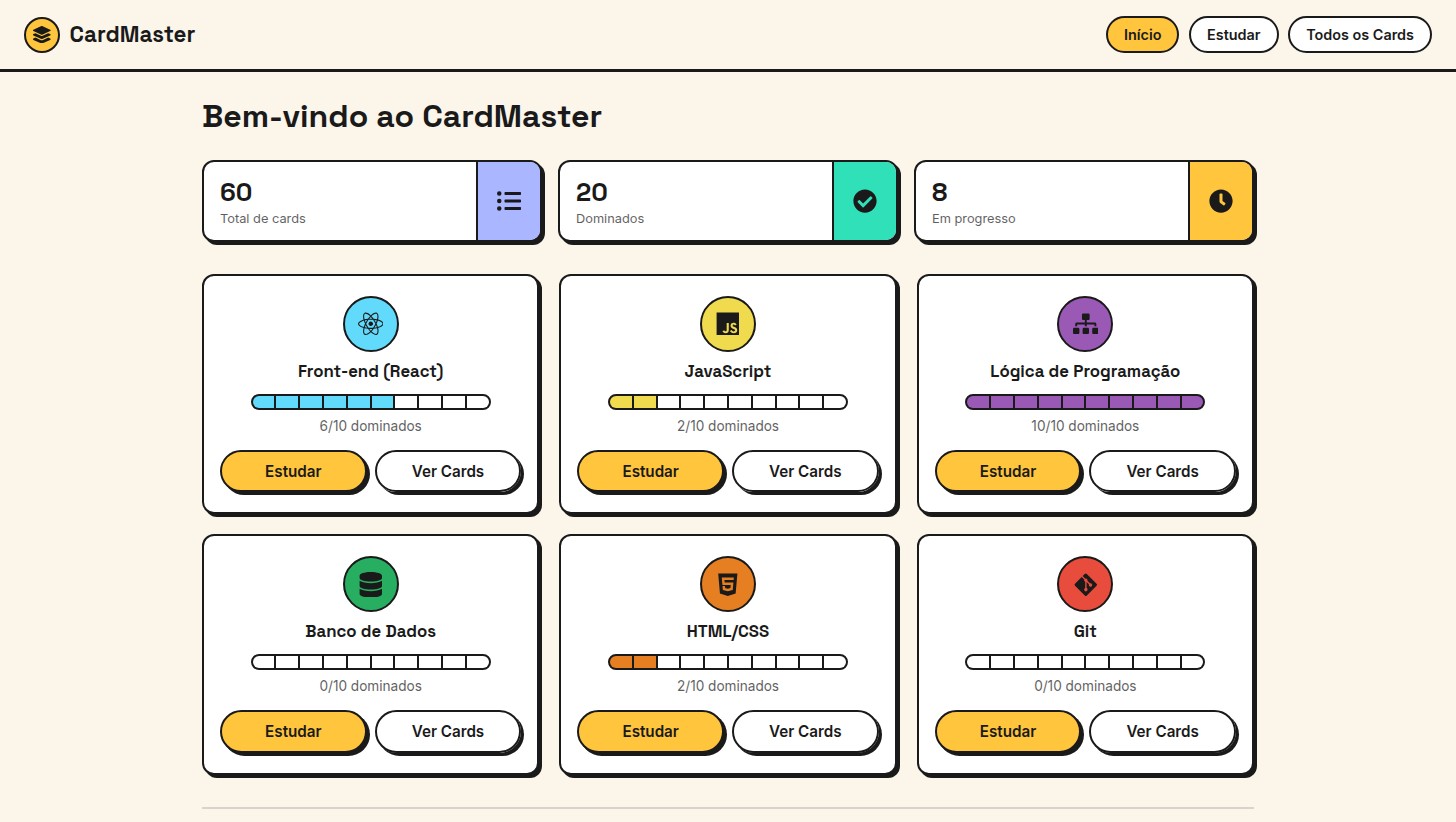 CardMaster
Início
Estudar
Todos os Cards
Bem-vindo ao CardMaster
60
Total de cards
20
Dominados
8
Em progresso
JS
Front-end (React)
JavaScript
Lógica de Programação
6/10 dominados
2/10 dominados
10/10 dominados
Estudar
Ver Cards
Estudar
Ver Cards
Estudar
Ver Cards
Banco de Dados
HTML/CSS
Git
0/10 dominados
2/10 dominados
0/10 dominados
Estudar
Ver Cards
Estudar
Ver Cards
Estudar
Ver Cards